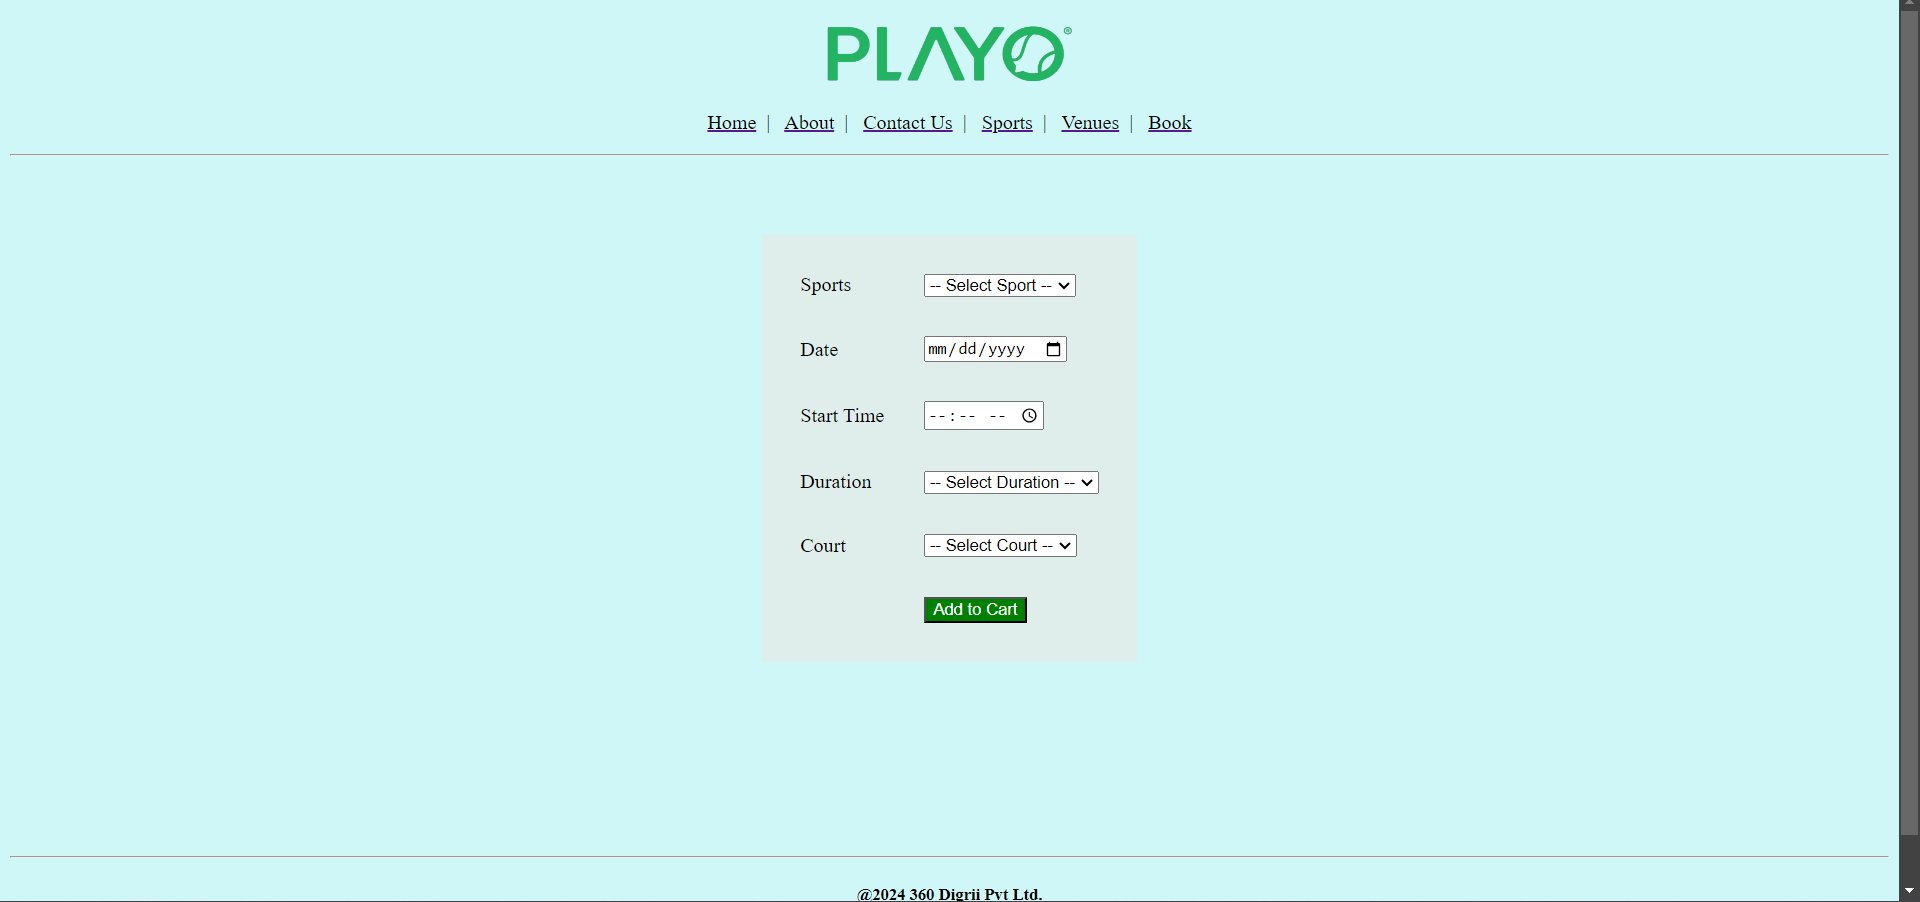 PLAYO®
Home | About | Contact Us | Sports | Venues | Book
Sports -- Select Sport --
Date mm/dd/yyyy
Start Time --:-- --
Duration -- Select Duration --
Court -- Select Court --
Add to Cart
@2024 360 Digrii Pvt Ltd.